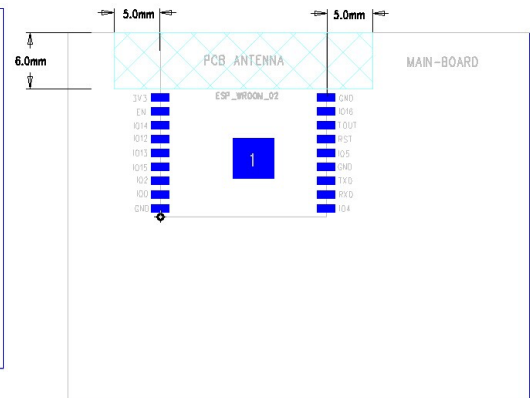 5.0mm 5.0mm
6.0mm
PCB ANTENNA MAIN-BOARD
ESP_WROOM_02
3V3 GND
EN IO16
IO14 TOUT
IO12 RST
IO13 IO5
IO15 GND
IO2 TXD
IO0 RXD
GND IO4
1